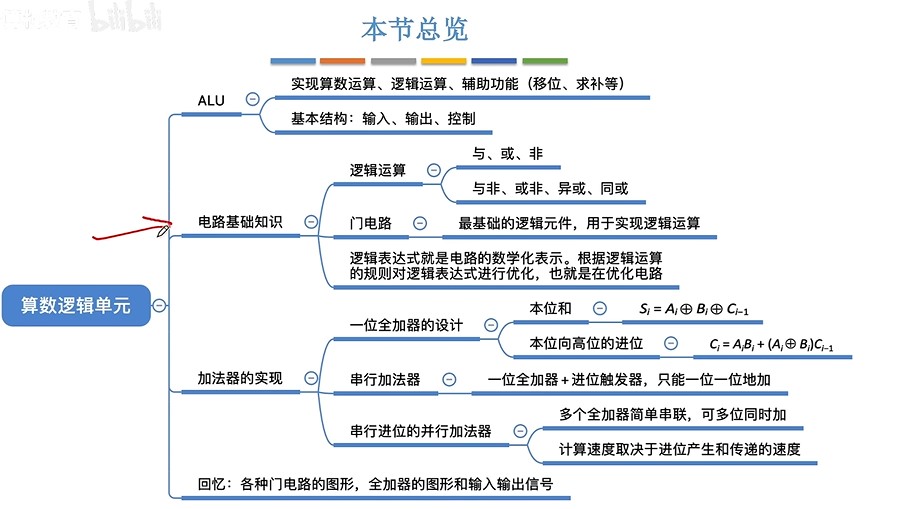 bilibili
本节总览
ALU
实现算数运算、逻辑运算、辅助功能（移位、求补等）
基本结构：输入、输出、控制
电路基础知识
逻辑运算
与、或、非
与非、或非、异或、同或
门电路
最基础的逻辑元件，用于实现逻辑运算
逻辑表达式就是电路的数学化表示。根据逻辑运算
的规则对逻辑表达式进行优化，也就是在优化电路
算数逻辑单元
加法器的实现
一位全加器的设计
本位和
Sᵢ = Aᵢ ⊕ Bᵢ ⊕ Cᵢ₋₁
本位向高位的进位
Cᵢ = AᵢBᵢ + (Aᵢ ⊕ Bᵢ)Cᵢ₋₁
串行加法器
一位全加器 + 进位触发器，只能一位一位地加
串行进位的并行加法器
多个全加器简单串联，可多位同时加
计算速度取决于进位产生和传递的速度
回忆：各种门电路的图形，全加器的图形和输入输出信号